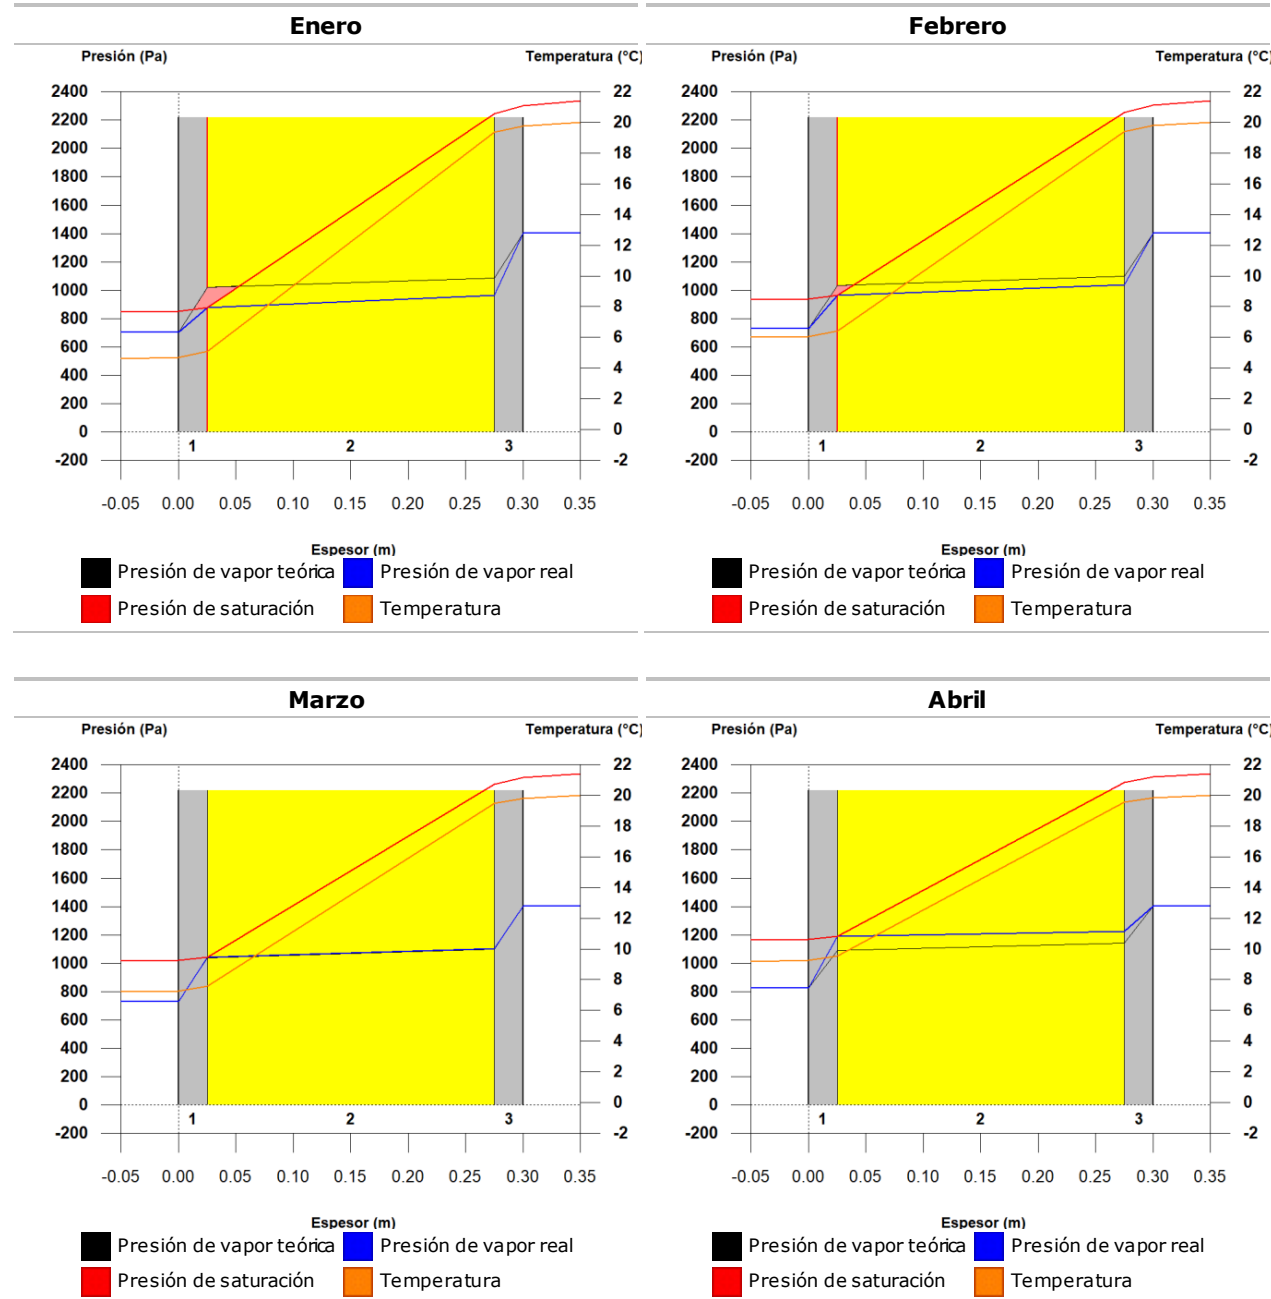 Enero
Presión (Pa) Temperatura (°C)
2400 22
2200 20
2000 18
1800 16
1600 14
1400 12
1200 10
1000 8
800 6
600 4
400 2
200 0
0 -2
-200
1 2 3
-0.05 0.00 0.05 0.10 0.15 0.20 0.25 0.30 0.35
Espesor (m)
Presión de vapor teórica Presión de vapor real
Presión de saturación Temperatura
Febrero
Presión (Pa) Temperatura (°C)
2400 22
2200 20
2000 18
1800 16
1600 14
1400 12
1200 10
1000 8
800 6
600 4
400 2
200 0
0 -2
-200
1 2 3
-0.05 0.00 0.05 0.10 0.15 0.20 0.25 0.30 0.35
Espesor (m)
Presión de vapor teórica Presión de vapor real
Presión de saturación Temperatura
Marzo
Presión (Pa) Temperatura (°C)
2400 22
2200 20
2000 18
1800 16
1600 14
1400 12
1200 10
1000 8
800 6
600 4
400 2
200 0
0 -2
-200
1 2 3
-0.05 0.00 0.05 0.10 0.15 0.20 0.25 0.30 0.35
Espesor (m)
Presión de vapor teórica Presión de vapor real
Presión de saturación Temperatura
Abril
Presión (Pa) Temperatura (°C)
2400 22
2200 20
2000 18
1800 16
1600 14
1400 12
1200 10
1000 8
800 6
600 4
400 2
200 0
0 -2
-200
1 2 3
-0.05 0.00 0.05 0.10 0.15 0.20 0.25 0.30 0.35
Espesor (m)
Presión de vapor teórica Presión de vapor real
Presión de saturación Temperatura